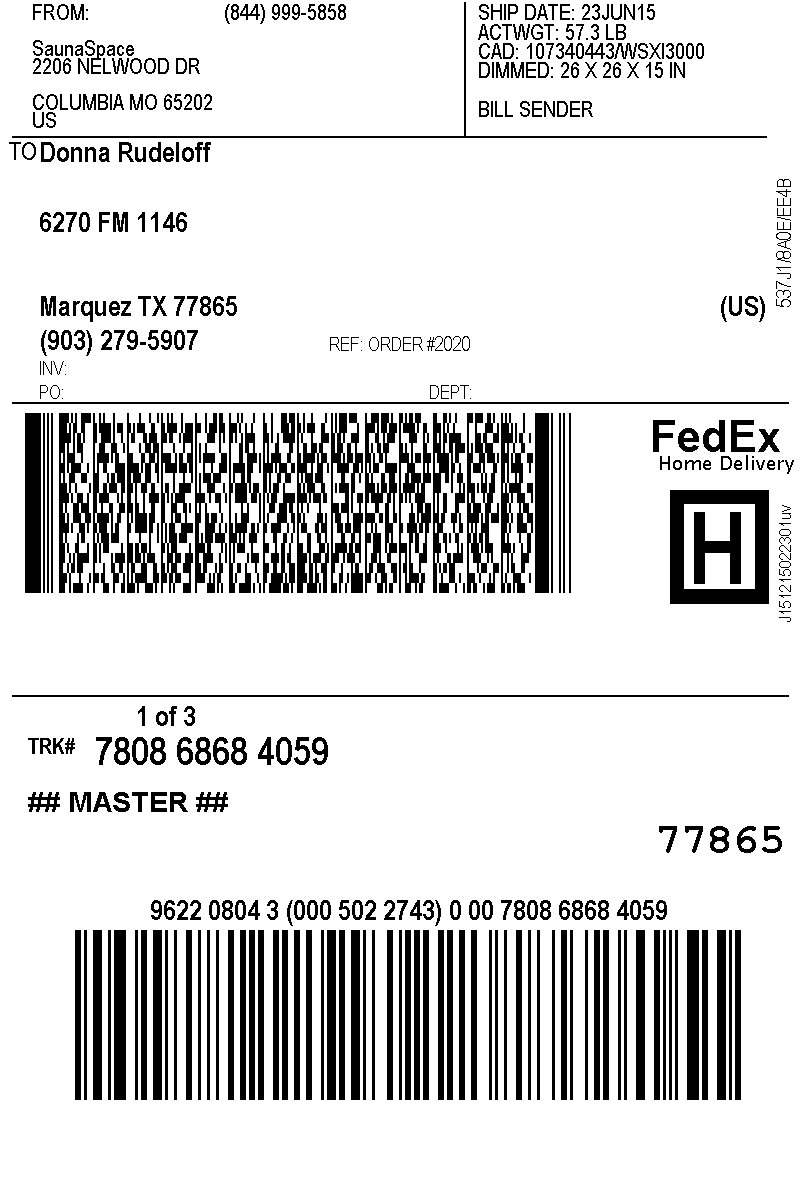 FROM: (844) 999-5858
SaunaSpace
2206 NELWOOD DR
COLUMBIA MO 65202
US
SHIP DATE: 23JUN15
ACTWGT: 57.3 LB
CAD: 107340443/WSXI3000
DIMMED: 26 X 26 X 15 IN
BILL SENDER
TO Donna Rudeloff
6270 FM 1146
Marquez TX 77865 (US)
(903) 279-5907 REF: ORDER #2020
INV:
PO: DEPT:
537J1/8A0E/EE4B
FedEx
Home Delivery
H
J151215022301uv
1 of 3
TRK# 7808 6868 4059
## MASTER ##
77865
9622 0804 3 (000 502 2743) 0 00 7808 6868 4059